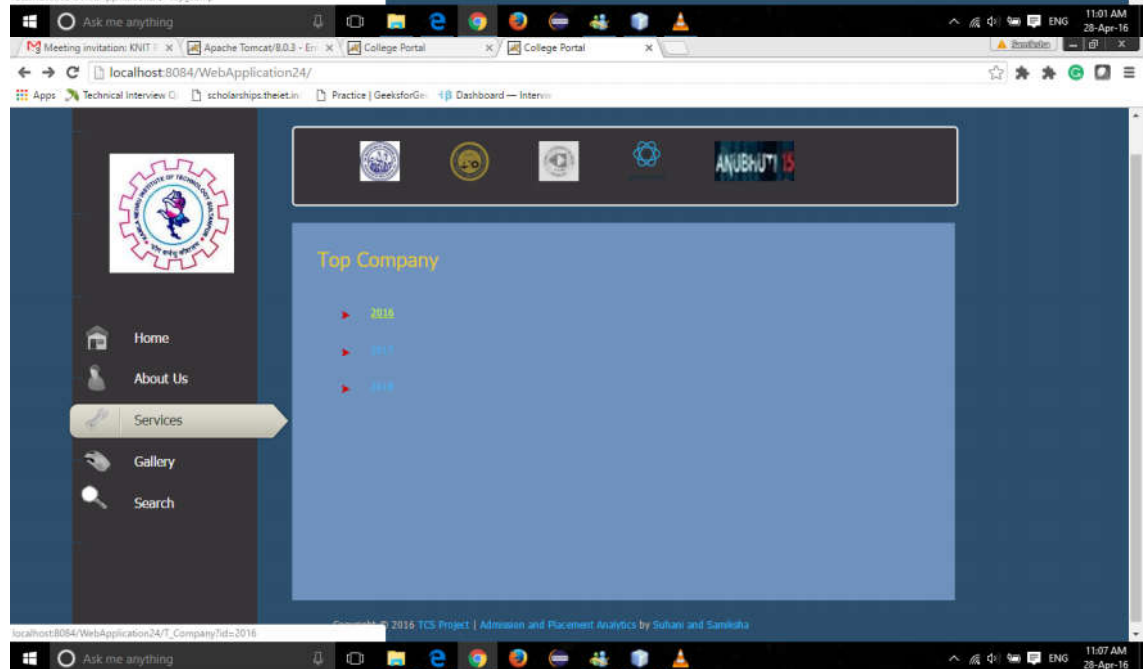 Ask me anything
ENG
11:01 AM
28-Apr-16
Meeting invitation: KNIT
Apache Tomcat/8.0.3 - Err
College Portal
College Portal
localhost:8084/WebApplication24/
Apps
Technical Interview
scholarships.theiet.in
Practice | GeeksforGe
Dashboard — Interv
ANUBHUTI 15
Top Company
2016
Home
About Us
Services
Gallery
Search
2016 TCS Project | Admission and Placement Analytics by Suhani and Samiksha
localhost:8084/WebApplication24/T_Company?id=2016
Ask me anything
ENG
11:07 AM
28-Apr-16